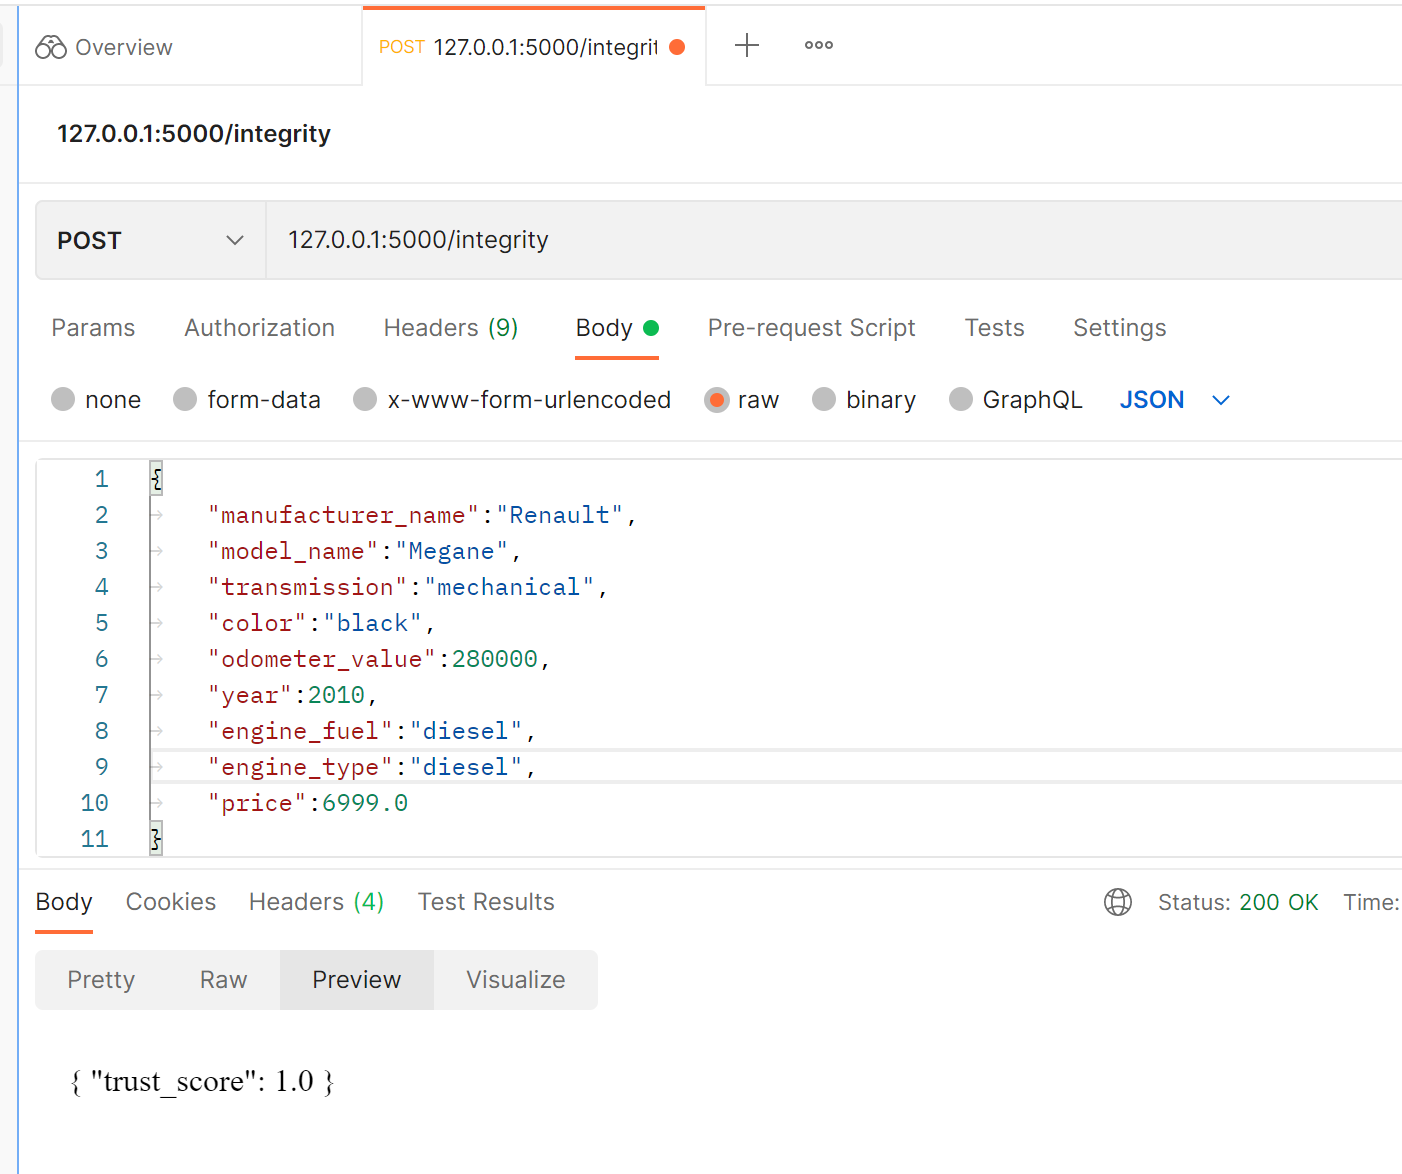 Overview
POST 127.0.0.1:5000/integrit
127.0.0.1:5000/integrity
POST 127.0.0.1:5000/integrity
Params Authorization Headers (9) Body Pre-request Script Tests Settings
none form-data x-www-form-urlencoded raw binary GraphQL JSON
1 {
2 "manufacturer_name":"Renault",
3 "model_name":"Megane",
4 "transmission":"mechanical",
5 "color":"black",
6 "odometer_value":280000,
7 "year":2010,
8 "engine_fuel":"diesel",
9 "engine_type":"diesel",
10 "price":6999.0
11 }
Body Cookies Headers (4) Test Results Status: 200 OK Time:
Pretty Raw Preview Visualize
{ "trust_score": 1.0 }